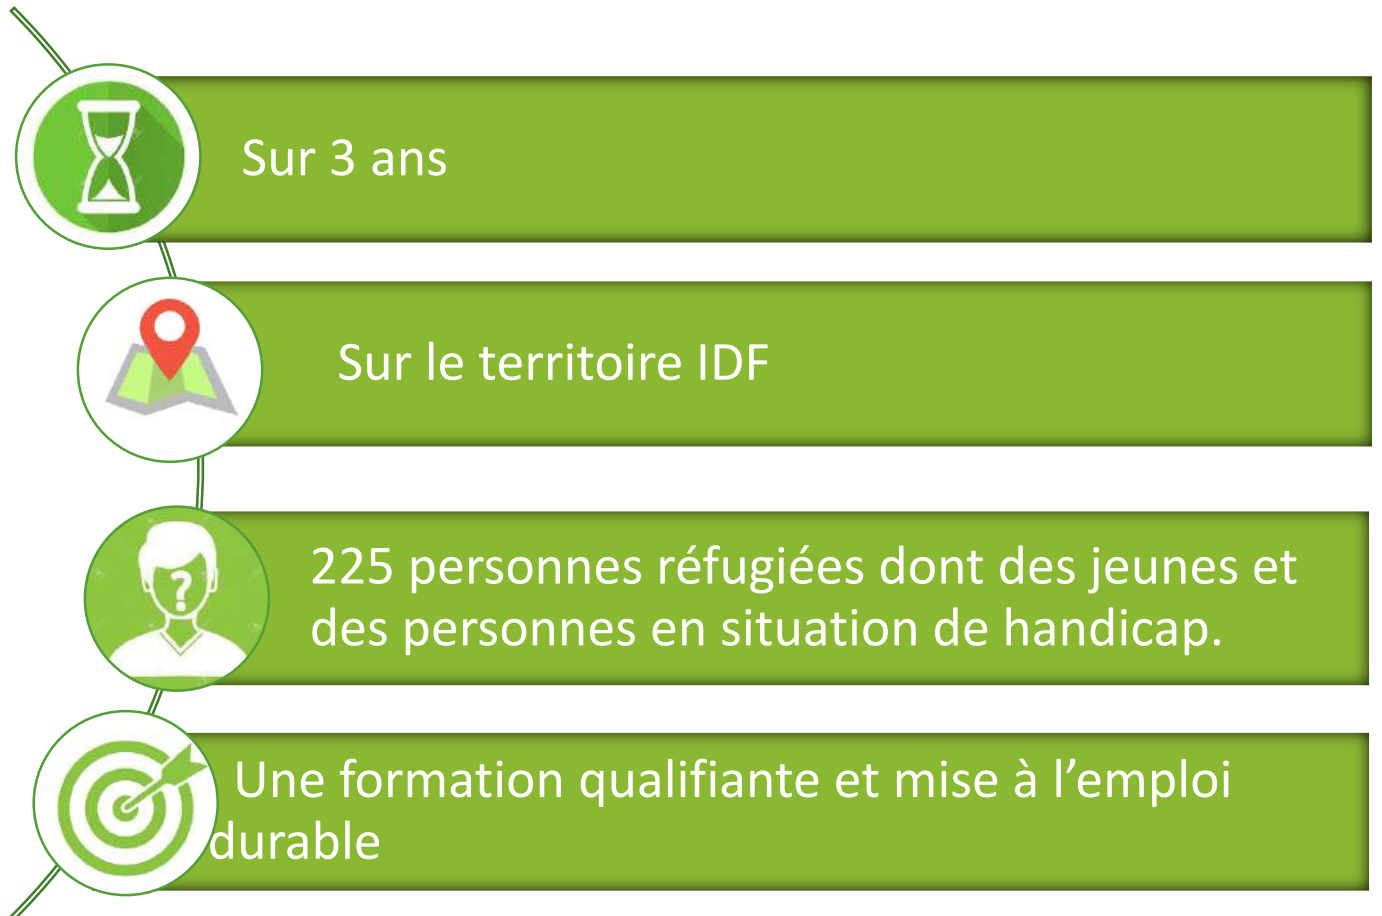 Sur 3 ans
Sur le territoire IDF
?
225 personnes réfugiées dont des jeunes et
des personnes en situation de handicap.
Une formation qualifiante et mise à l’emploi
durable